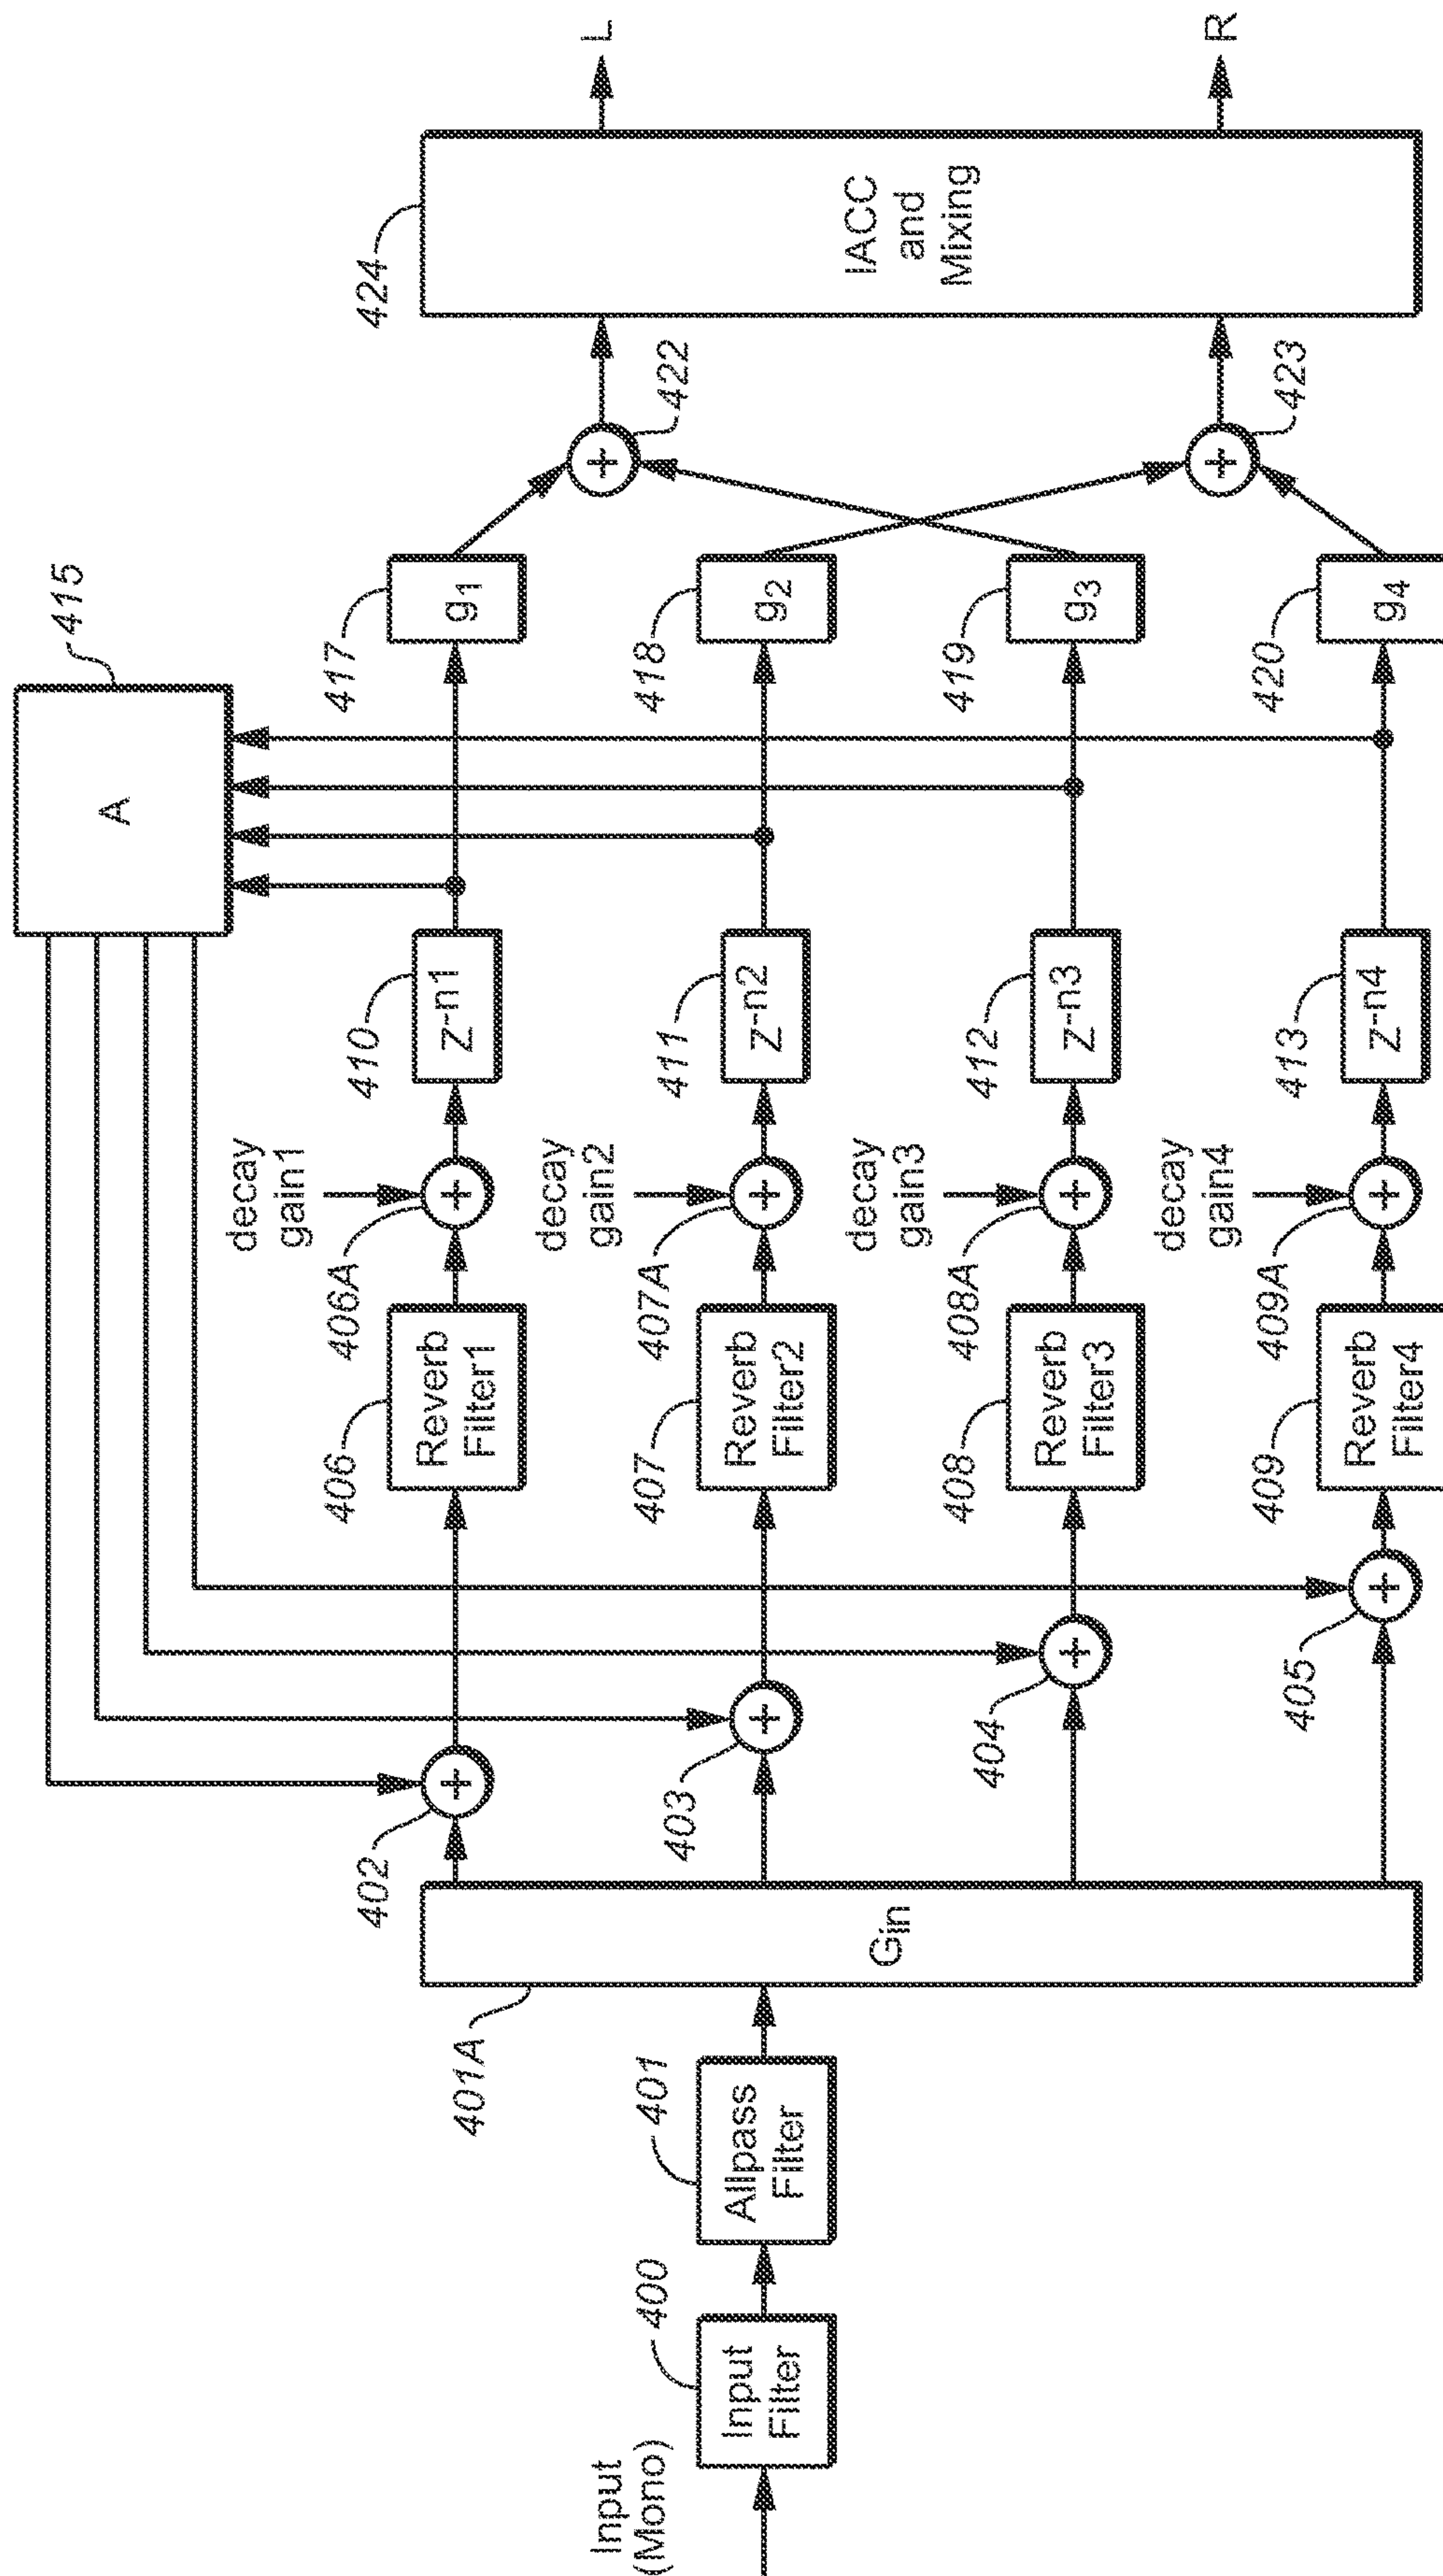 Input
(Mono)
400
Input
Filter
401
Allpass
Filter
401A
Gin
402
403
404
405
406
Reverb
Filter1
407
Reverb
Filter2
408
Reverb
Filter3
409
Reverb
Filter4
decay
gain1
406A
+
decay
gain2
407A
+
decay
gain3
408A
+
decay
gain4
409A
+
+
+
+
+
410
z-n1
411
z-n2
412
z-n3
413
z-n4
A
415
417
g1
418
g2
419
g3
420
g4
+
422
+
423
424
IACC
and
Mixing
L
R